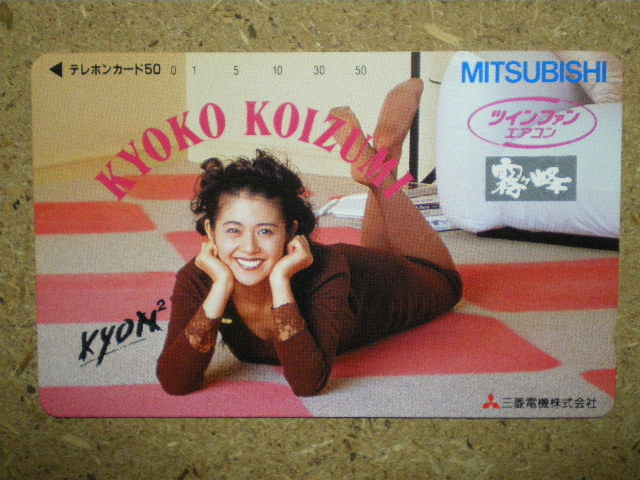 ◀ テレホンカード50 0 1 5 10 30 50
MITSUBISHI
KYOKO KOIZUMI
ツインファン
エアコン
霧ヶ峰
KYON²
三菱電機株式会社